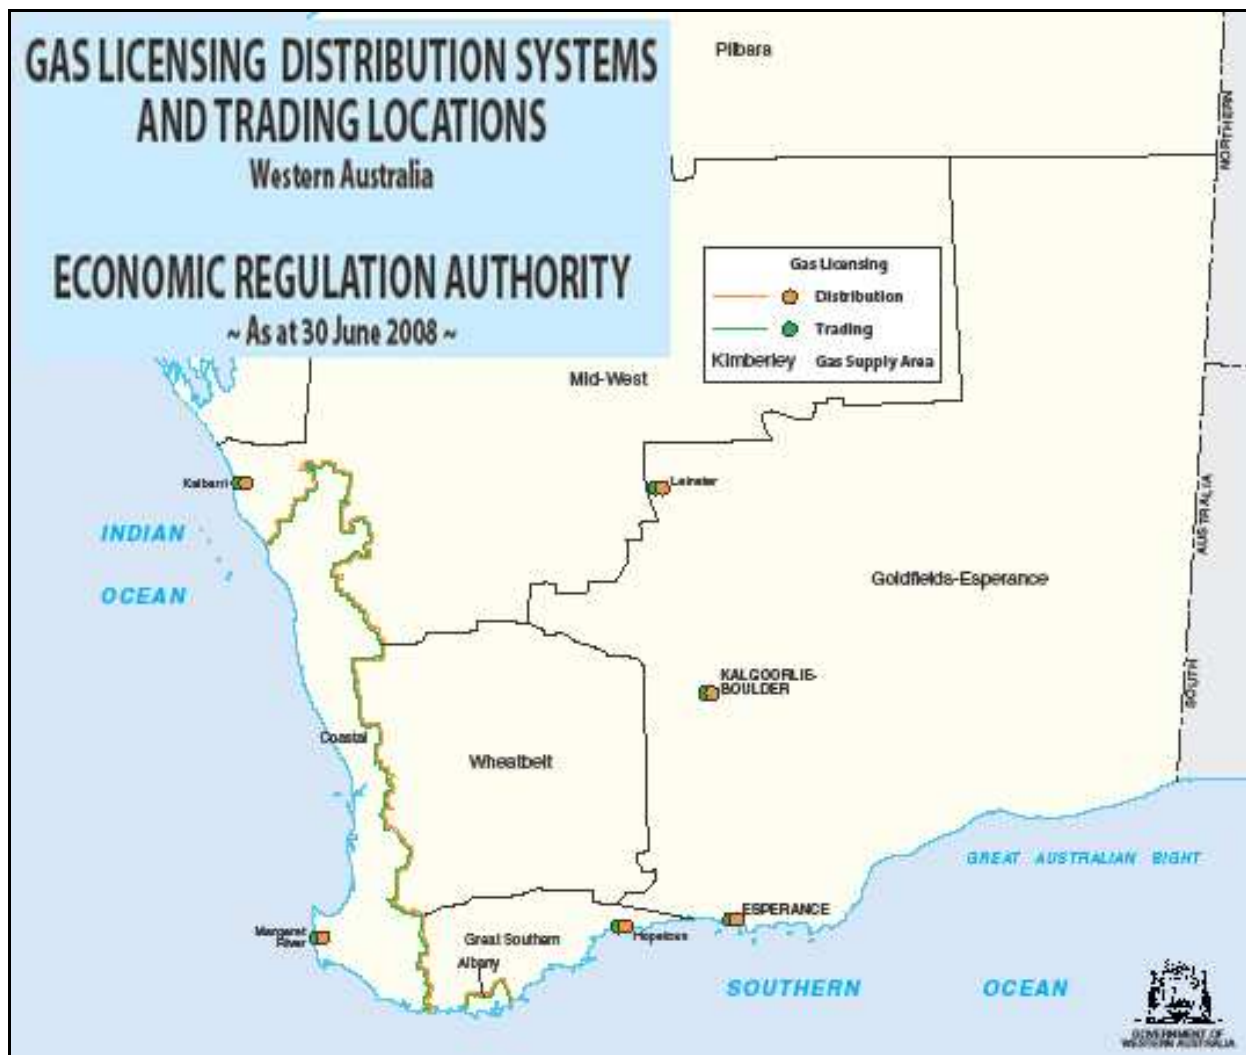 GAS LICENSING DISTRIBUTION SYSTEMS
AND TRADING LOCATIONS
Western Australia
ECONOMIC REGULATION AUTHORITY
~ As at 30 June 2008 ~
Pilbara
NORTHERN
Gas Licensing
Distribution
Trading
Kimberley Gas Supply Area
Mid-West
Kalbarri
Leinster
INDIAN
OCEAN
AUSTRALIA
SOUTH
Goldfields-Esperance
KALGOORLIE-
BOULDER
Coastal
Wheatbelt
GREAT AUSTRALIAN BIGHT
ESPERANCE
Margaret
River
Great Southern
Hopetoun
Albany
SOUTHERN OCEAN
GOVERNMENT OF
WESTERN AUSTRALIA